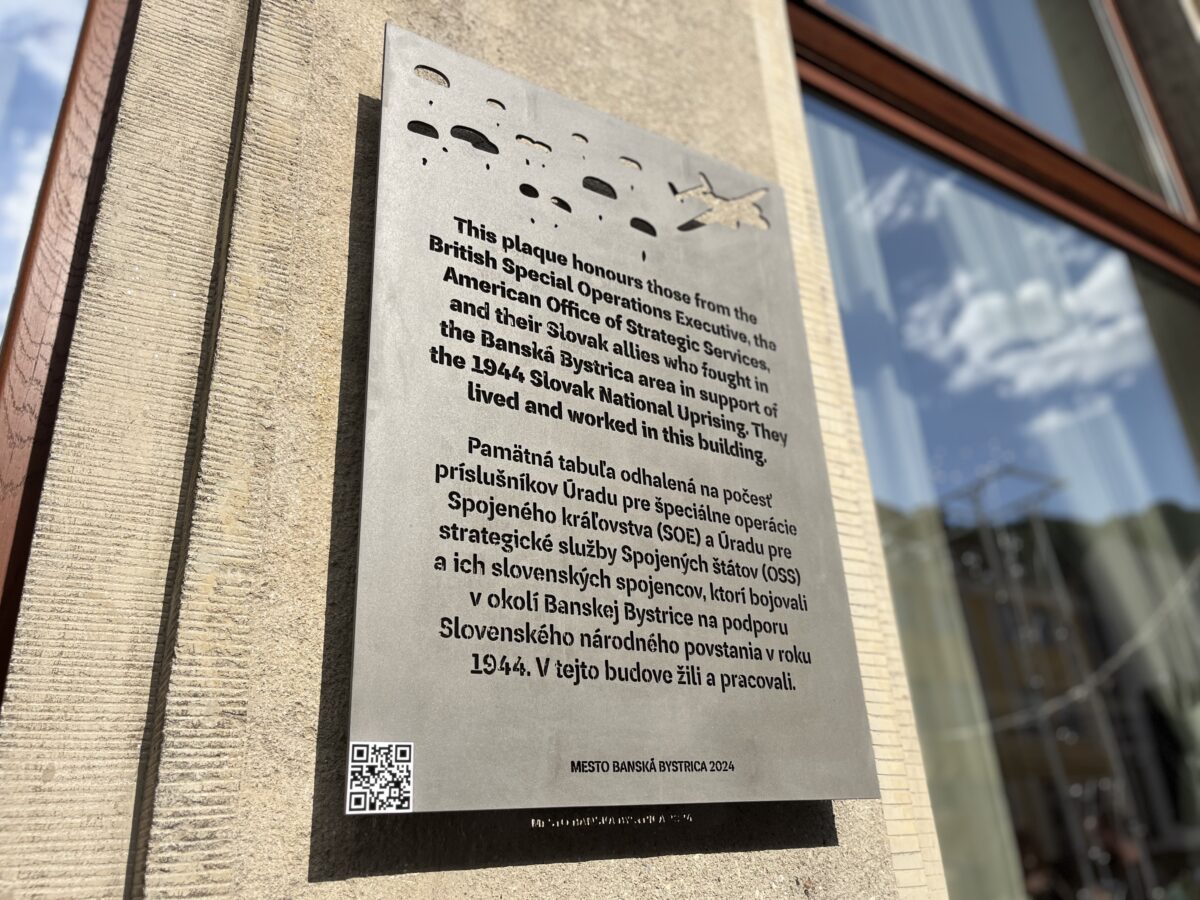 This plaque honours those from the
British Special Operations Executive, the
American Office of Strategic Services,
and their Slovak allies who fought in
the Banská Bystrica area in support of
the 1944 Slovak National Uprising. They
lived and worked in this building.
Pamätná tabuľa odhalená na počesť
príslušníkov Úradu pre špeciálne operácie
Spojeného kráľovstva (SOE) a Úradu pre
strategické služby Spojených štátov (OSS)
a ich slovenských spojencov, ktorí bojovali
v okolí Banskej Bystrice na podporu
Slovenského národného povstania v roku
1944. V tejto budove žili a pracovali.
MESTO BANSKÁ BYSTRICA 2024